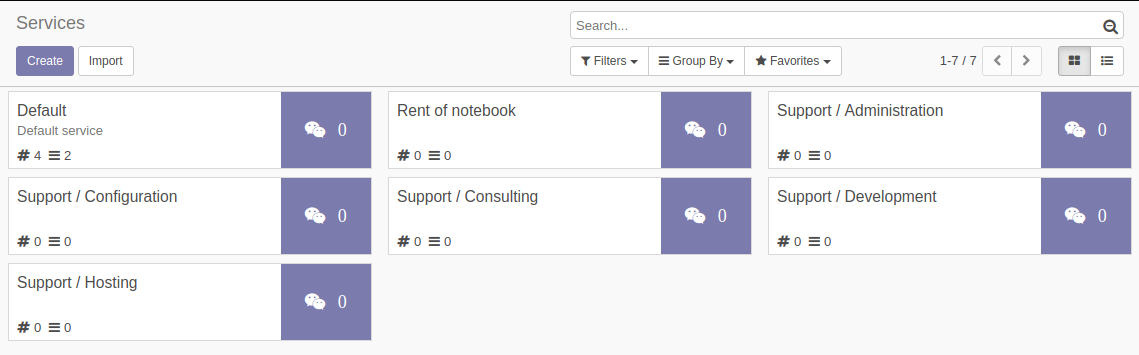 Services
Search...
Create Import
Filters Group By Favorites 1-7 / 7
Default
Default service
4 2
0
Rent of notebook
0 0
0
Support / Administration
0 0
0
Support / Configuration
0 0
0
Support / Consulting
0 0
0
Support / Development
0 0
0
Support / Hosting
0 0
0